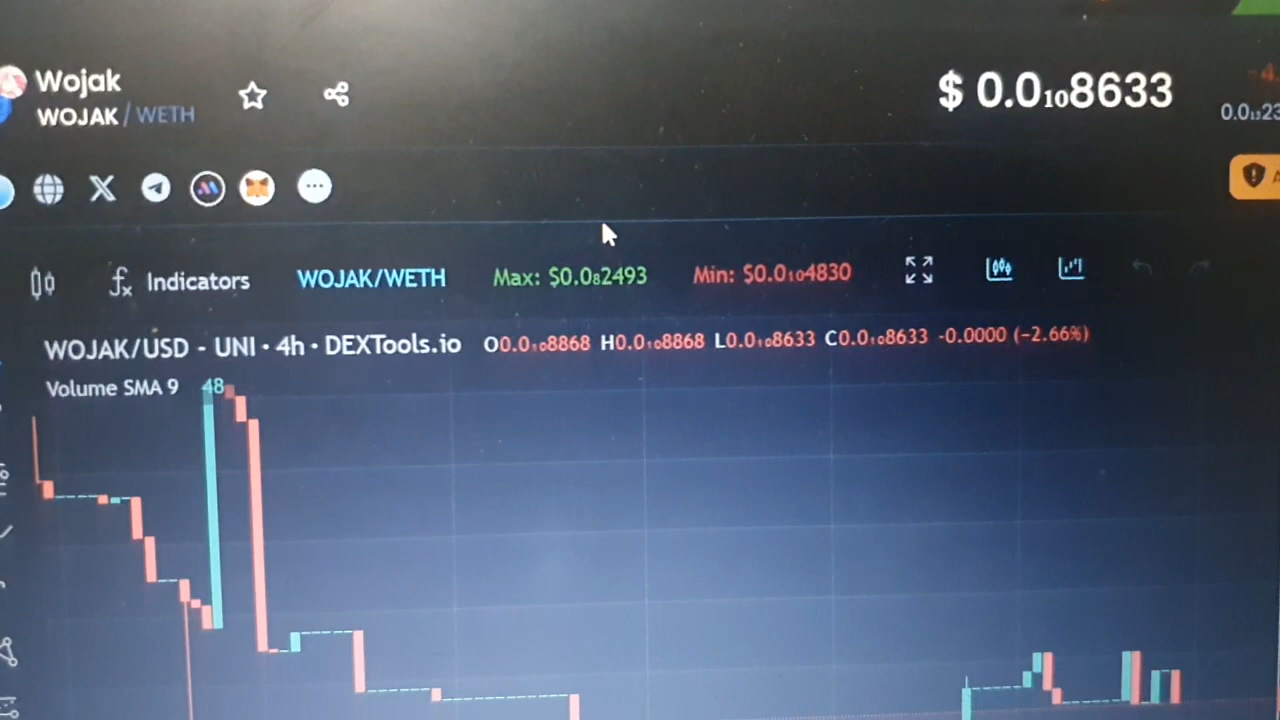 Wojak
WOJAK / WETH
$ 0.0₁₀8633
Indicators
WOJAK/WETH
Max: $0.0₈2493
Min: $0.0₁₀4830
WOJAK/USD - UNI · 4h · DEXTools.io O0.0₁₀8868 H0.0₁₀8868 L0.0₁₀8633 C0.0₁₀8633 -0.0000 (-2.66%)
Volume SMA 9 48